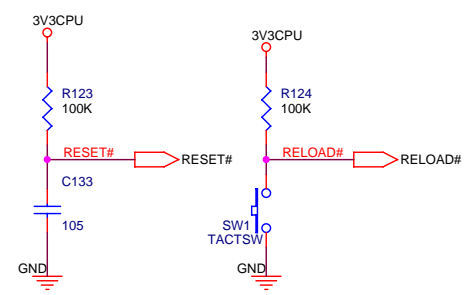 3V3CPU
R123
100K
RESET#
RESET#
C133
105
GND
3V3CPU
R124
100K
RELOAD#
RELOAD#
SW1
TACTSW
GND